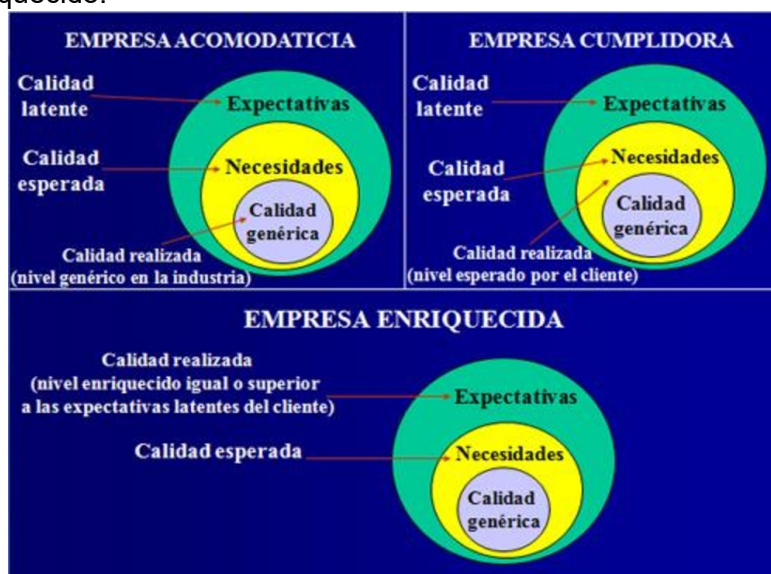 quecido.
EMPRESA ACOMODATICIA
Calidad
latente
Expectativas
Calidad
esperada
Necesidades
Calidad
genérica
Calidad realizada
(nivel genérico en la industria)
EMPRESA CUMPLIDORA
Calidad
latente
Expectativas
Calidad
esperada
Necesidades
Calidad
genérica
Calidad realizada
(nivel esperado por el cliente)
EMPRESA ENRIQUECIDA
Calidad realizada
(nivel enriquecido igual o superior
a las expectativas latentes del cliente)
Expectativas
Calidad esperada
Necesidades
Calidad
genérica